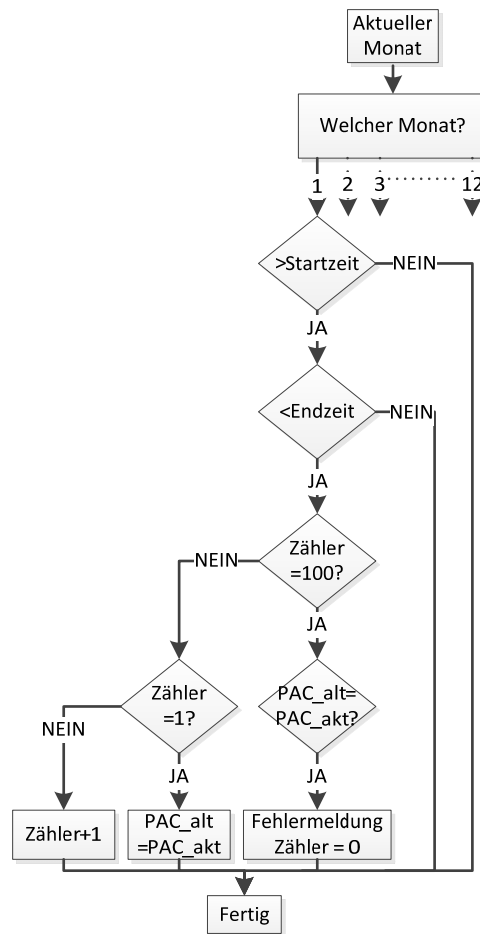 Aktueller
Monat
Welcher Monat?
1 2 3 12
>Startzeit
NEIN
JA
<Endzeit
NEIN
JA
Zähler
=100?
NEIN
JA
Zähler
=1?
PAC_alt=
PAC_akt?
NEIN
JA
JA
Zähler+1
PAC_alt
=PAC_akt
Fehlermeldung
Zähler = 0
Fertig